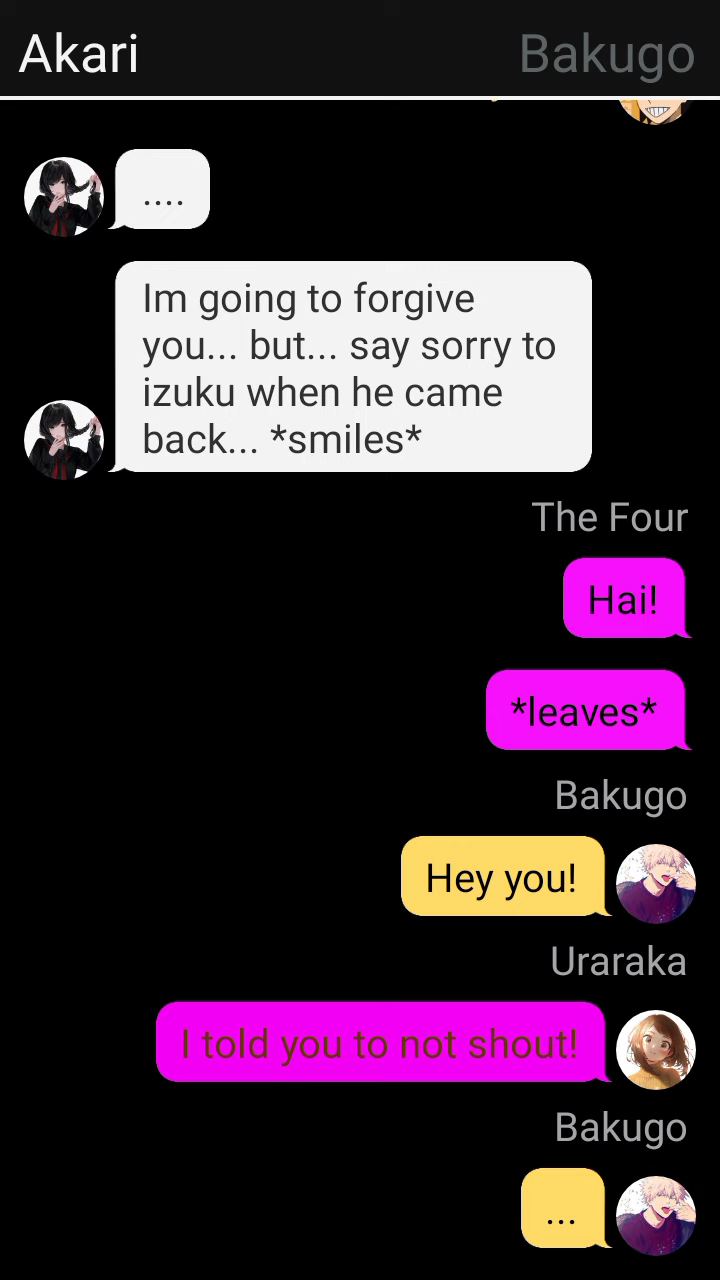 Akari
Bakugo
....
Im going to forgive
you... but... say sorry to
izuku when he came
back... *smiles*
The Four
Hai!
*leaves*
Bakugo
Hey you!
Uraraka
I told you to not shout!
Bakugo
...